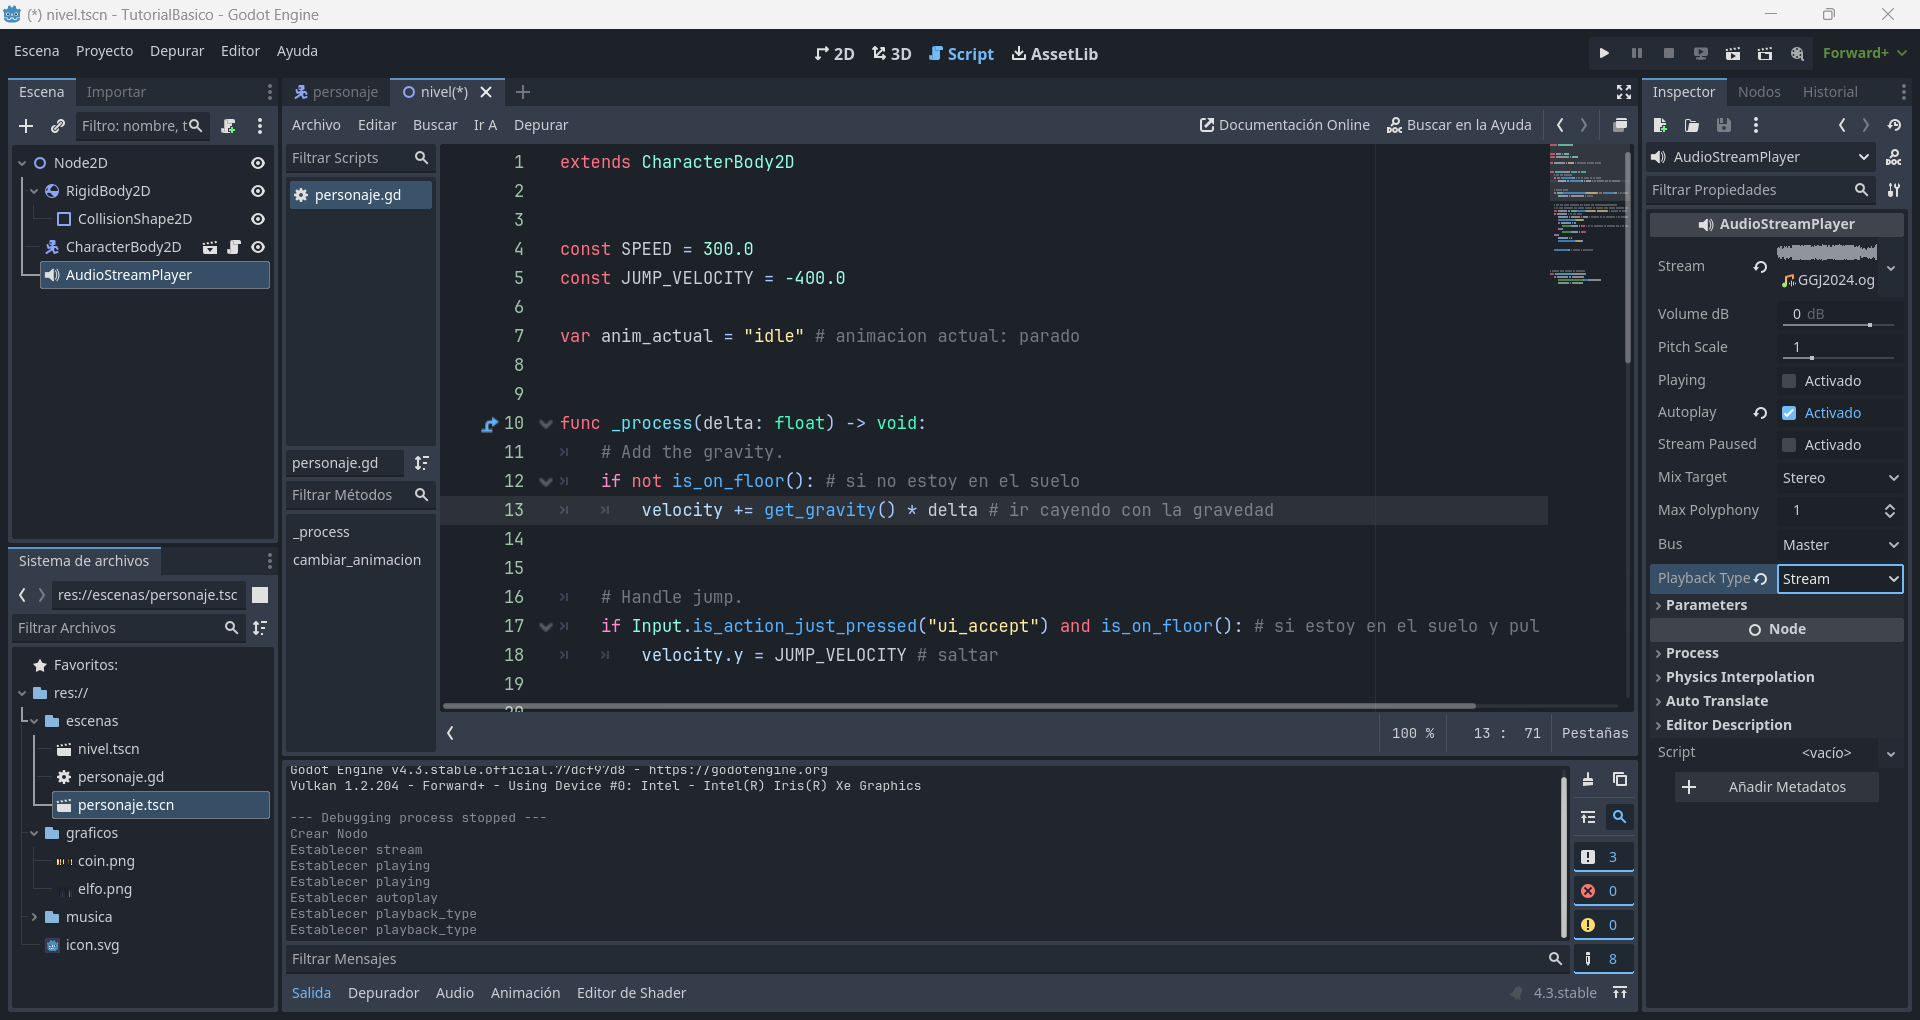 (*) nivel.tscn - TutorialBasico - Godot Engine
Escena Proyecto Depurar Editor Ayuda
2D 3D Script AssetLib
Forward+
Escena Importar
Filtro: nombre, t
Node2D
RigidBody2D
CollisionShape2D
CharacterBody2D
AudioStreamPlayer
Sistema de archivos
res://escenas/personaje.tsc
Filtrar Archivos
Favoritos:
res://
escenas
nivel.tscn
personaje.gd
personaje.tscn
graficos
coin.png
elfo.png
musica
icon.svg
personaje nivel(*)
Archivo Editar Buscar Ir A Depurar
Documentación Online Buscar en la Ayuda
Filtrar Scripts
personaje.gd
personaje.gd
Filtrar Métodos
_process
cambiar_animacion
1 extends CharacterBody2D
2
3
4 const SPEED = 300.0
5 const JUMP_VELOCITY = -400.0
6
7 var anim_actual = "idle" # animacion actual: parado
8
9
10 func _process(delta: float) -> void:
11 # Add the gravity.
12 if not is_on_floor(): # si no estoy en el suelo
13 velocity += get_gravity() * delta # ir cayendo con la gravedad
14
15
16 # Handle jump.
17 if Input.is_action_just_pressed("ui_accept") and is_on_floor(): # si estoy en el suelo y pul
18 velocity.y = JUMP_VELOCITY # saltar
19
20
100 % 13 : 71 Pestañas
Godot Engine v4.3.stable.official.77dcf97d8 - https://godotengine.org
Vulkan 1.2.204 - Forward+ - Using Device #0: Intel - Intel(R) Iris(R) Xe Graphics
--- Debugging process stopped ---
Crear Nodo
Establecer stream
Establecer playing
Establecer playing
Establecer autoplay
Establecer playback_type
Establecer playback_type
3
0
0
8
Filtrar Mensajes
Salida Depurador Audio Animación Editor de Shader
4.3.stable
Inspector Nodos Historial
AudioStreamPlayer
Filtrar Propiedades
AudioStreamPlayer
Stream GGJ2024.og
Volume dB 0 dB
Pitch Scale 1
Playing Activado
Autoplay Activado
Stream Paused Activado
Mix Target Stereo
Max Polyphony 1
Bus Master
Playback Type Stream
Parameters
Node
Process
Physics Interpolation
Auto Translate
Editor Description
Script <vacío>
Añadir Metadatos